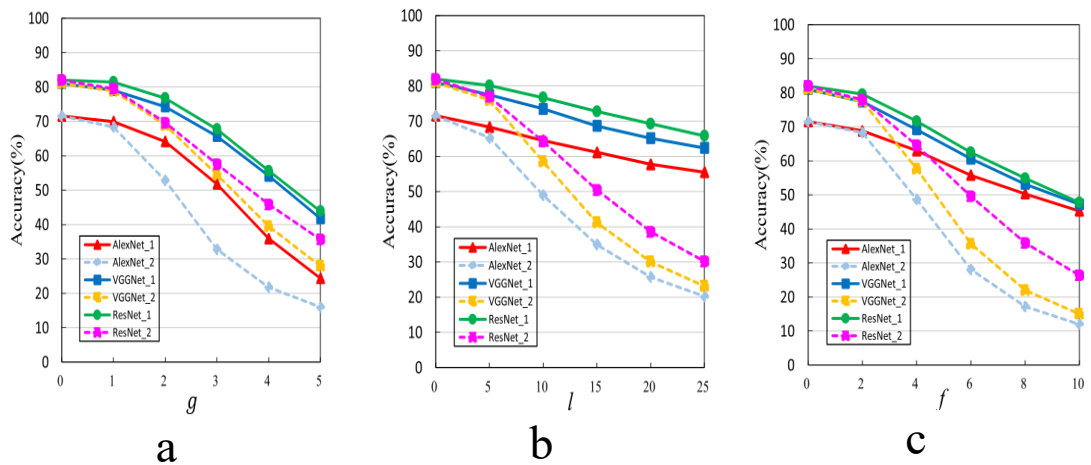 Accuracy(%)
100
90
80
70
60
50
40
30
20
10
0
AlexNet_1
AlexNet_2
VGGNet_1
VGGNet_2
ResNet_1
ResNet_2
0 1 2 3 4 5
g
a
Accuracy(%)
100
90
80
70
60
50
40
30
20
10
0
AlexNet_1
AlexNet_2
VGGNet_1
VGGNet_2
ResNet_1
ResNet_2
0 5 10 15 20 25
l
b
Accuracy(%)
100
90
80
70
60
50
40
30
20
10
0
AlexNet_1
AlexNet_2
VGGNet_1
VGGNet_2
ResNet_1
ResNet_2
0 2 4 6 8 10
f
c